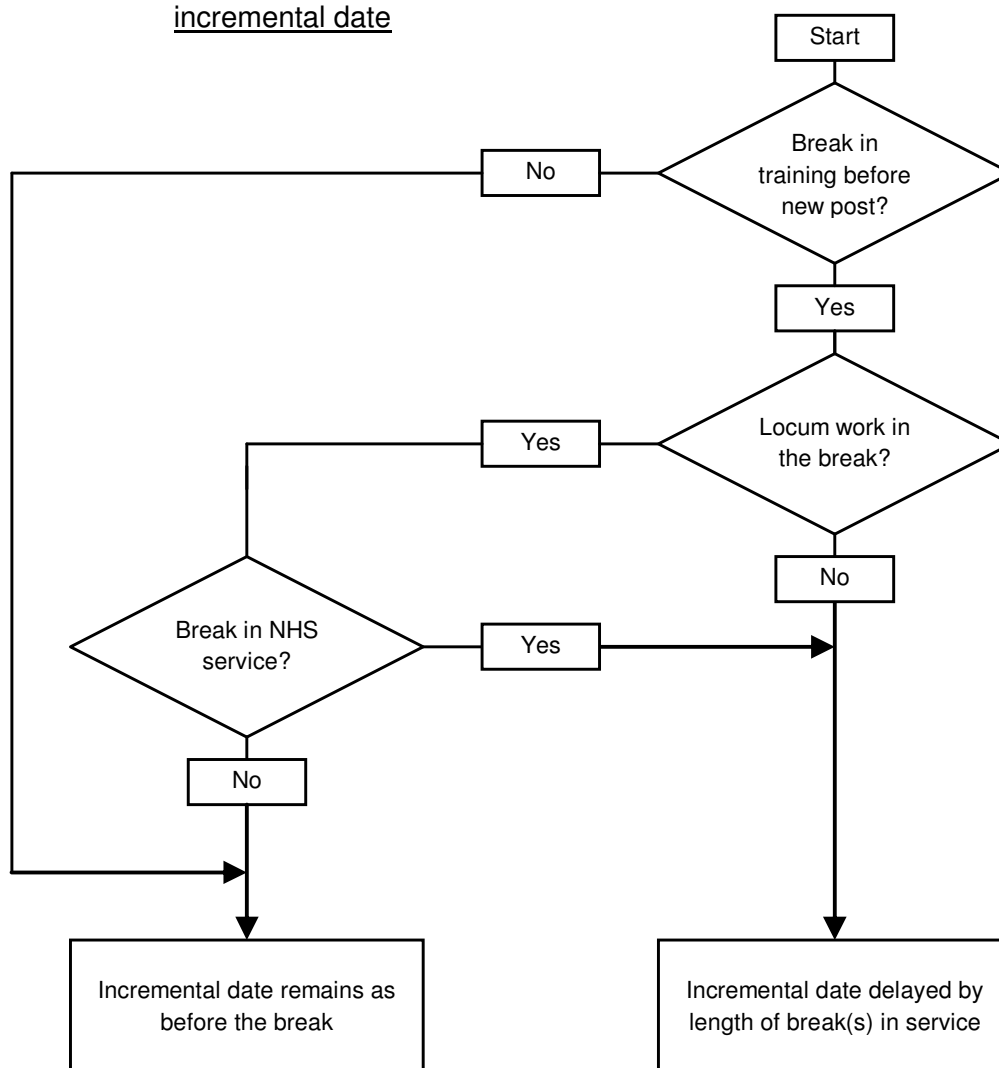 incremental date
Start
Break in
training before
new post?
No
Yes
Locum work in
the break?
Yes
No
Break in NHS
service?
Yes
No
Incremental date remains as
before the break
Incremental date delayed by
length of break(s) in service